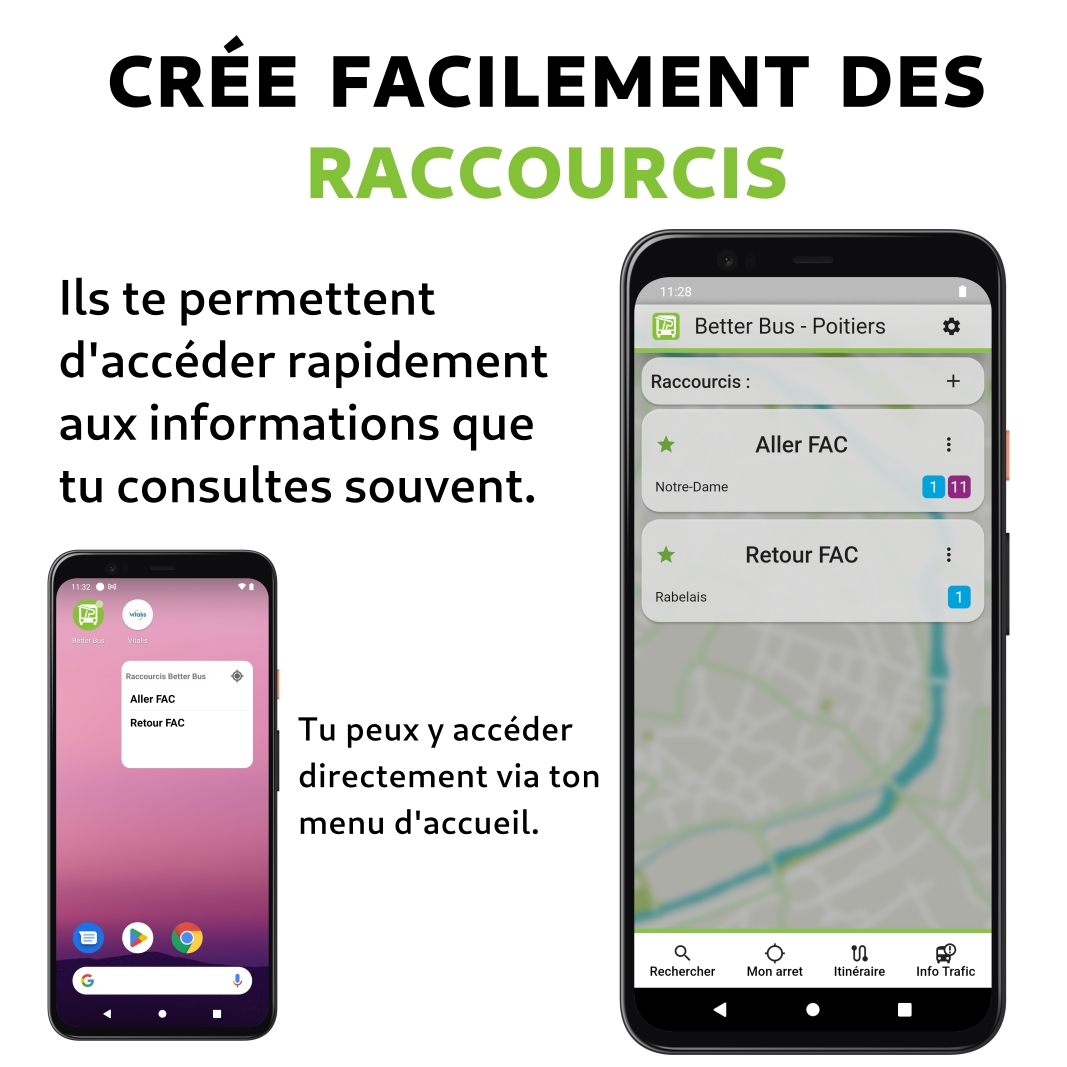 CRÉE FACILEMENT DES
RACCOURCIS
Ils te permettent
d'accéder rapidement
aux informations que
tu consultes souvent.
11:28
Better Bus - Poitiers
Raccourcis :
Aller FAC
Notre-Dame
1 11
Retour FAC
Rabelais
1
Rechercher
Mon arret
Itinéraire
Info Trafic
11:32
Better Bus
vitalis
Vitalis
Raccourcis Better Bus
Aller FAC
Retour FAC
Tu peux y accéder
directement via ton
menu d'accueil.